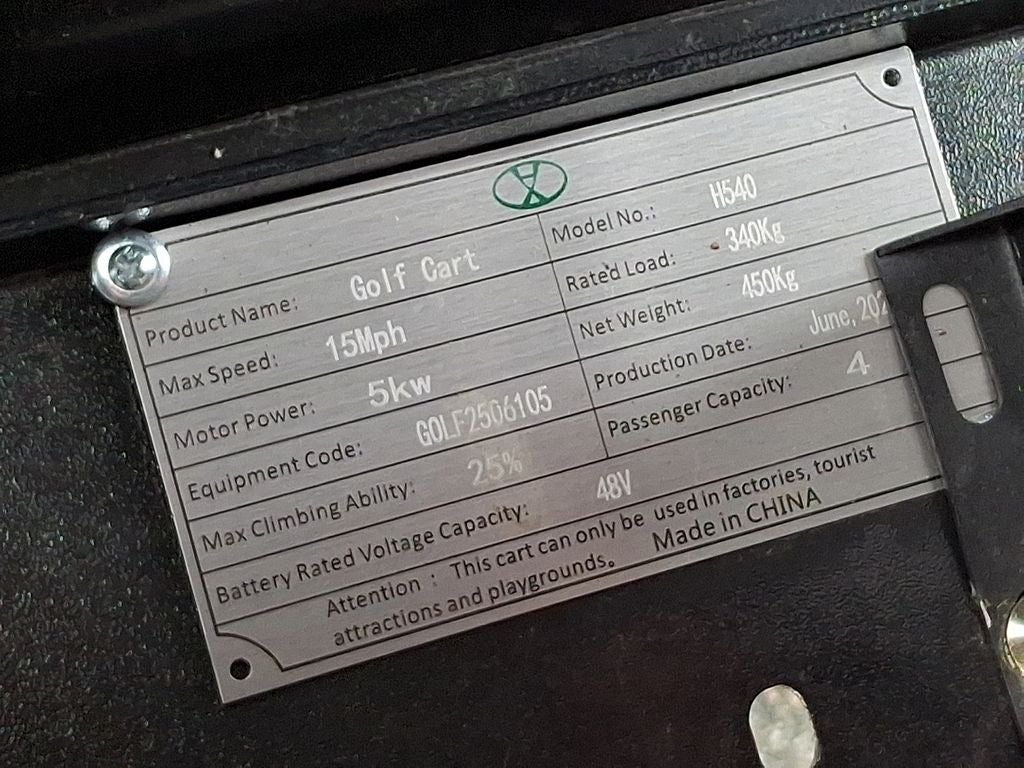 Product Name: Golf Cart
Model No.: H540
Max Speed: 15Mph
Rated Load: 340Kg
Motor Power: 5kw
Net Weight: 450Kg
Equipment Code: GOLF2506105
Production Date: June,
Max Climbing Ability: 25%
Passenger Capacity: 4
Battery Rated Voltage Capacity: 48V
Attention : This cart can only be used in factories, tourist
attractions and playgrounds。 Made in CHINA